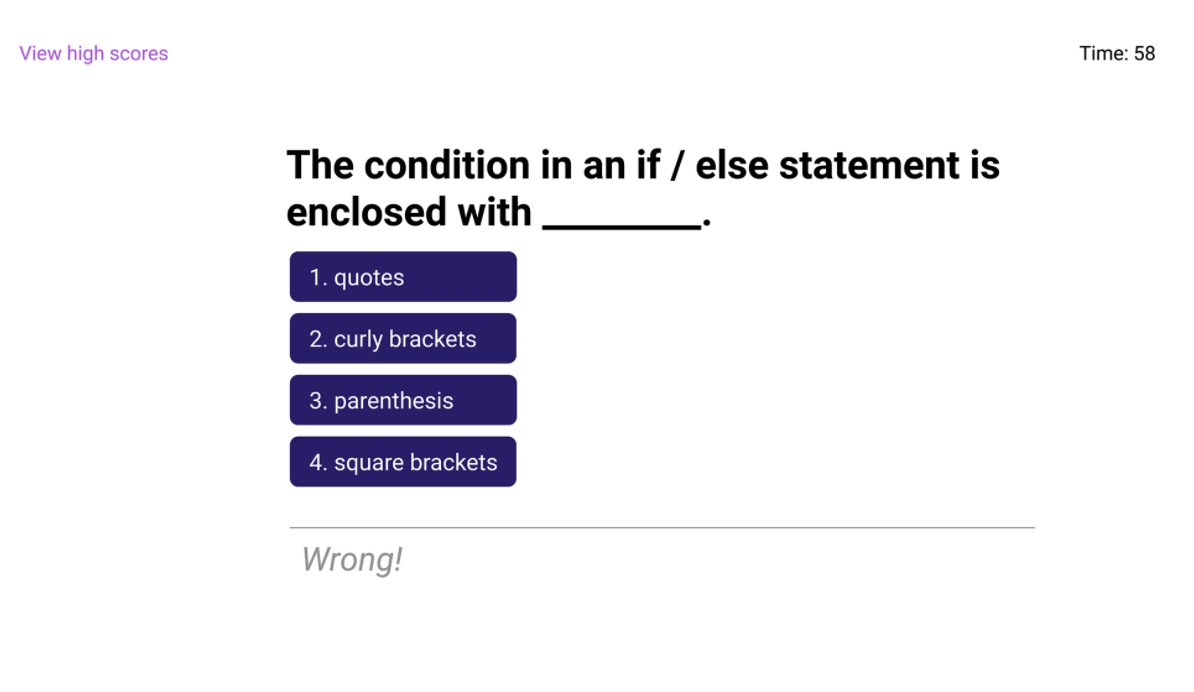 View high scores
Time: 58
The condition in an if / else statement is
enclosed with ________.
1. quotes
2. curly brackets
3. parenthesis
4. square brackets
Wrong!